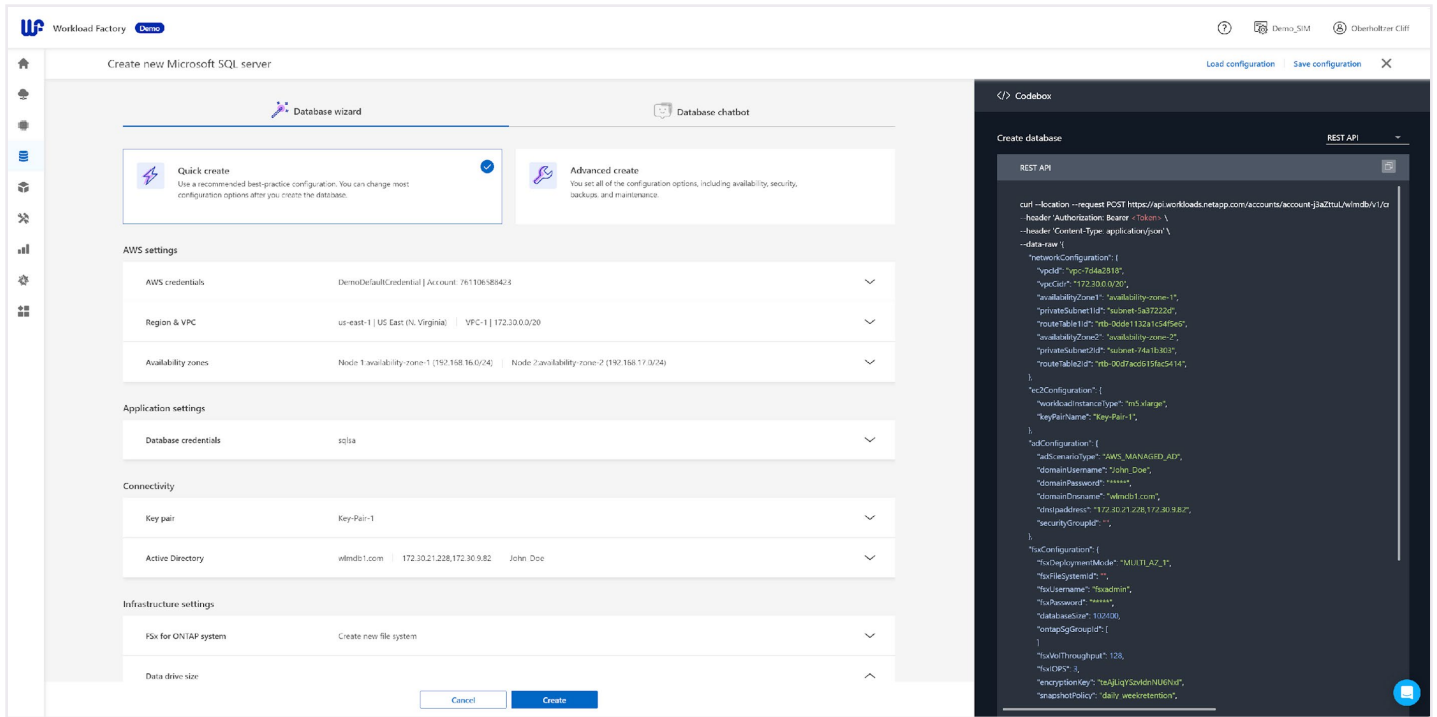 Workload Factory Demo
Demo_SIM
Oberholtzer Cliff
Create new Microsoft SQL server
Load configuration
Save configuration
Database wizard
Database chatbot
Quick create
Use a recommended best-practice configuration. You can change most
configuration options after you create the database.
Advanced create
You set all of the configuration options, including availability, security,
backups, and maintenance.
AWS settings
AWS credentials
DemoDefaultCredential | Account: 761106588423
Region & VPC
us-east-1 | US East (N. Virginia) | VPC-1 | 172.30.0.0/20
Availability zones
Node 1:availability-zone-1 (192.168.16.0/24) | Node 2:availability-zone-2 (192.168.17.0/24)
Application settings
Database credentials
sqlsa
Connectivity
Key pair
Key-Pair-1
Active Directory
wlmdb1.com | 172.30.21.228,172.30.9.82 John_Doe
Infrastructure settings
FSx for ONTAP system
Create new file system
Data drive size
Cancel
Create
</> Codebox
Create database
REST API
REST API
curl --location --request POST https://api.workloads.netapp.com/accounts/account-j3aZttuL/wlmdb/v1/cr
--header 'Authorization: Bearer <Token> \
--header 'Content-Type: application/json' \
--data-raw '{
"networkConfiguration": {
"vpcId": "vpc-7d4a2818",
"vpcCidr": "172.30.0.0/20",
"availabilityZone1": "availability-zone-1",
"privateSubnet1Id": "subnet-5a37222d",
"routeTable1Id": "rtb-0dde1132a1c54f5e6",
"availabilityZone2": "availability-zone-2",
"privateSubnet2Id": "subnet-74a1b303",
"routeTable2Id": "rtb-00d7acd615fac5414",
},
"ec2Configuration": {
"workloadInstanceType": "m5.xlarge",
"keyPairName": "Key-Pair-1",
},
"adConfiguration": {
"adScenarioType": "AWS_MANAGED_AD",
"domainUsername": "John_Doe",
"domainPassword": "*****",
"domainDnsname": "wlmdb1.com",
"dnsIpaddress": "172.30.21.228,172.30.9.82",
"securityGroupId": "",
},
"fsxConfiguration": {
"fsxDeploymentMode": "MULTI_AZ_1",
"fsxFileSystemId": "",
"fsxUsername": "fsxadmin",
"fsxPassword": "*****",
"databaseSize": 102400,
"ontapSgGroupId": [
]
"fsxVolThroughput": 128,
"fsxIOPS": 3,
"encryptionKey": "teAjLiqYSzvIdnNU6Nxd",
"snapshotPolicy": "daily_weekretention",